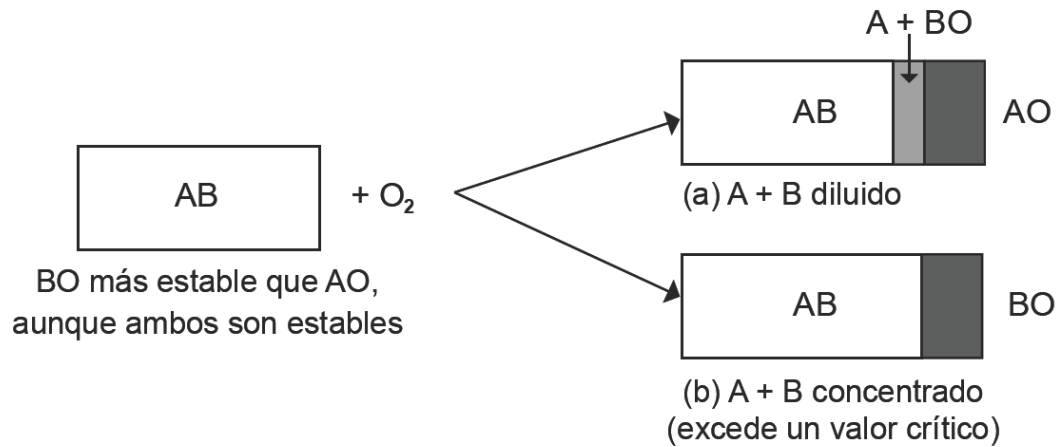 AB
+ O₂
BO más estable que AO,
aunque ambos son estables
A + BO
AB
AO
(a) A + B diluido
AB
BO
(b) A + B concentrado
(excede un valor crítico)